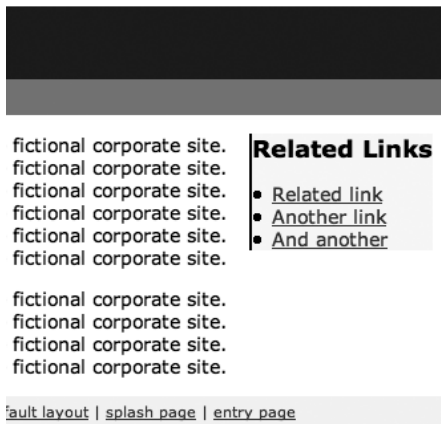 fictional corporate site.
fictional corporate site.
fictional corporate site.
fictional corporate site.
fictional corporate site.
fictional corporate site.
fictional corporate site.
fictional corporate site.
fictional corporate site.
fictional corporate site.
Related Links
• Related link
• Another link
• And another
fault layout | splash page | entry page